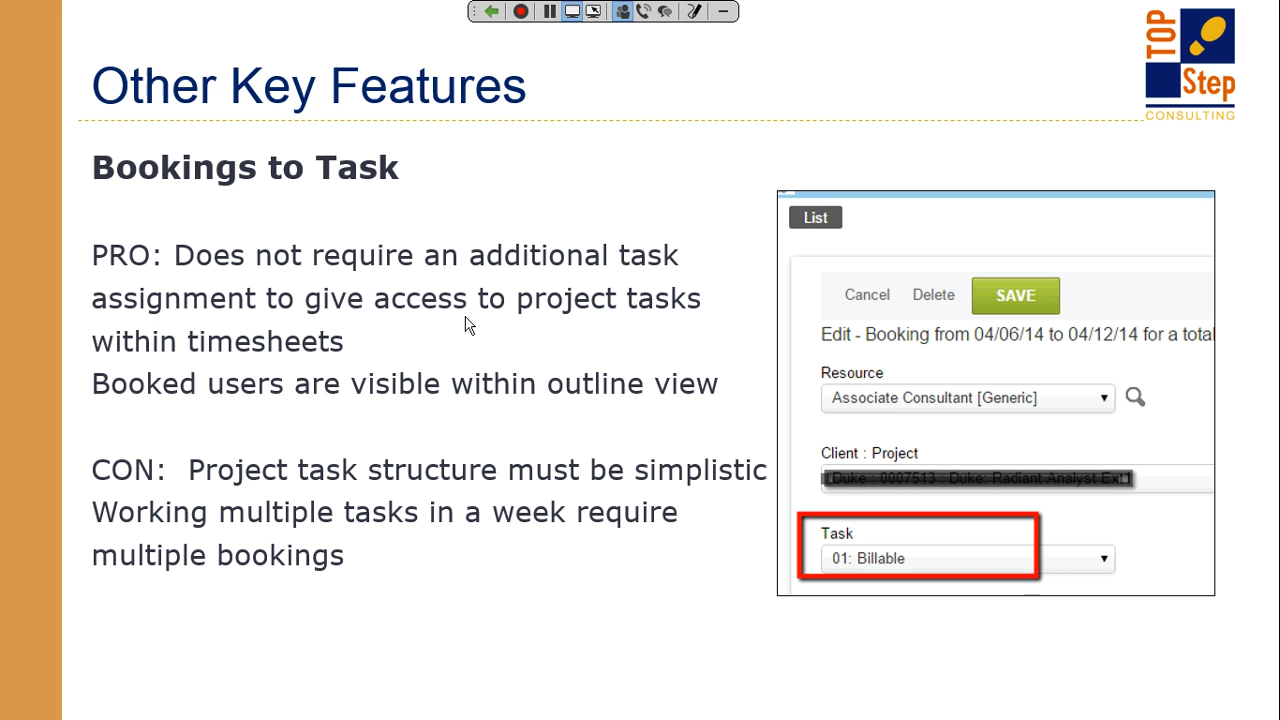 Other Key Features
TOP
Step
CONSULTING
Bookings to Task
PRO: Does not require an additional task
assignment to give access to project tasks
within timesheets
Booked users are visible within outline view
CON: Project task structure must be simplistic
Working multiple tasks in a week require
multiple bookings
List
Cancel Delete SAVE
Edit - Booking from 04/06/14 to 04/12/14 for a total
Resource
Associate Consultant [Generic]
Client : Project
Task
01: Billable